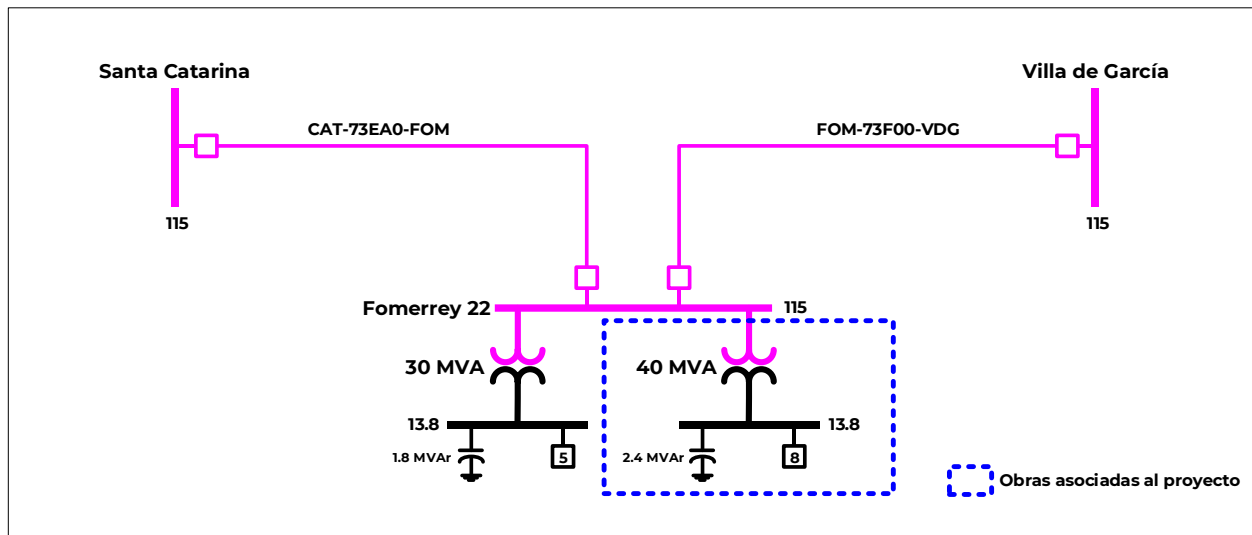 Santa Catarina
Villa de García
CAT-73EA0-FOM
FOM-73F00-VDG
115
115
Fomerrey 22
115
30 MVA
40 MVA
13.8
13.8
1.8 MVAr
5
2.4 MVAr
8
Obras asociadas al proyecto